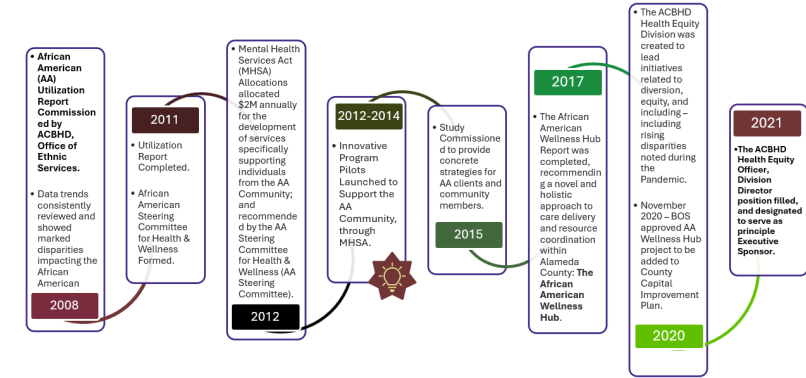 • African
American
(AA)
Utilization
Report
Commission
ed by
ACBHD,
Office of
Ethnic
Services.
• Data trends
consistently
reviewed and
showed
marked
disparities
impacting the
African
American
2008
2011
• Utilization
Report
Completed.
• African
American
Steering
Committee
for Health &
Wellness
Formed.
• Mental Health
Services Act
(MHSA)
Allocations
allocated
$2M annually
for the
development
of services
specifically
supporting
individuals
from the AA
Community;
and
recommende
d by the AA
Steering
Committee
for Health &
Wellness (AA
Steering
Committee).
2012
2012-2014
• Innovative
Program
Pilots
Launched to
Support the
AA
Community,
through
MHSA.
• Study
Commissione
d to provide
concrete
strategies for
AA clients and
community
members.
2015
2017
• The African
American
Wellness Hub
Report was
completed,
recommendin
g a novel and
holistic
approach to
care delivery
and resource
coordination
within
Alameda
County: The
African
American
Wellness
Hub.
• The ACBHD
Health Equity
Division was
created to
lead
initiatives
related to
diversion,
equity, and
including –
including
rising
disparities
noted during
the
Pandemic.
• November
2020 – BOS
approved AA
Wellness Hub
project to be
added to
County
Capital
Improvement
Plan.
2020
2021
•The ACBHD
Health Equity
Officer,
Division
Director
position filled,
and designated
to serve as
principle
Executive
Sponsor.